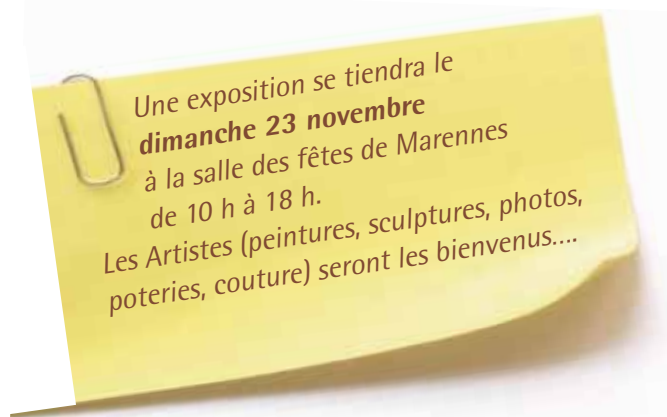 Une exposition se tiendra le
dimanche 23 novembre
à la salle des fêtes de Marennes
de 10 h à 18 h.
Les Artistes (peintures, sculptures, photos,
poteries, couture) seront les bienvenus....